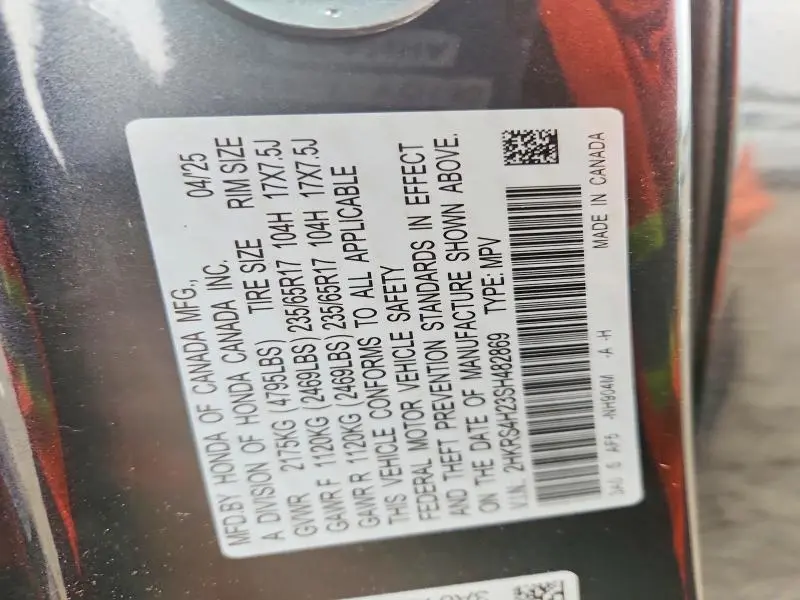 MFD.BY HONDA OF CANADA MFG., 04/25
A DIVISION OF HONDA CANADA INC.
TIRE SIZE RIM SIZE
GVWR 2175KG (4795LBS)
GAWR F 1120KG (2469LBS) 235/65R17 104H 17X7.5J
GAWR R 1120KG (2469LBS) 235/65R17 104H 17X7.5J
THIS VEHICLE CONFORMS TO ALL APPLICABLE
FEDERAL MOTOR VEHICLE SAFETY
AND THEFT PREVENTION STANDARDS IN EFFECT
ON THE DATE OF MANUFACTURE SHOWN ABOVE.
V.I.N. 2HKRS4H23SH482869 TYPE: MPV
-NH904M -A -H MADE IN CANADA